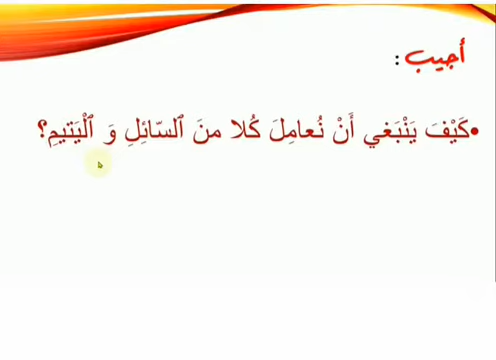 أجيب :
•كَيْفَ يَنْبَغي أَنْ نُعامِلَ كُلا منَ ٱلسّائِلِ وَ ٱلْيَتيمِ؟